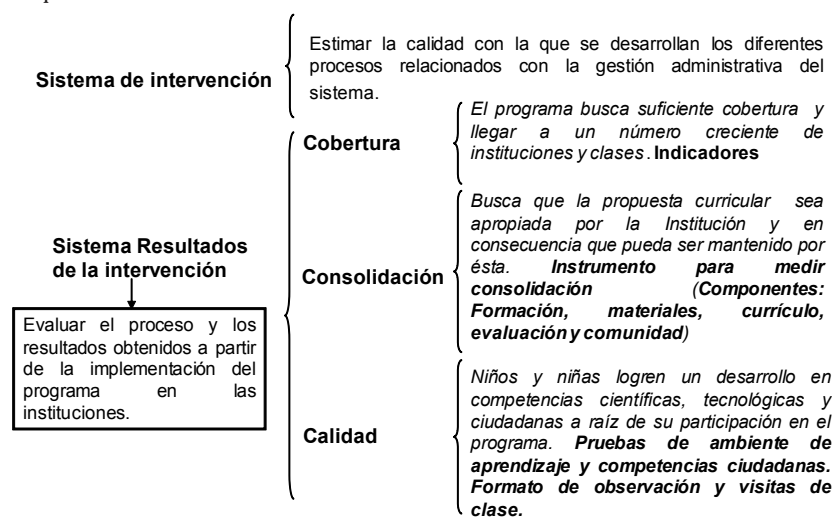 Sistema de intervención
Estimar la calidad con la que se desarrollan los diferentes
procesos relacionados con la gestión administrativa del
sistema.
Sistema Resultados
de la intervención
Evaluar el proceso y los
resultados obtenidos a partir
de la implementación del
programa en las
instituciones.
Cobertura
El programa busca suficiente cobertura y
llegar a un número creciente de
instituciones y clases. Indicadores
Consolidación
Busca que la propuesta curricular sea
apropiada por la Institución y en
consecuencia que pueda ser mantenido por
ésta. Instrumento para medir
consolidación (Componentes:
Formación, materiales, currículo,
evaluación y comunidad)
Calidad
Niños y niñas logren un desarrollo en
competencias científicas, tecnológicas y
ciudadanas a raíz de su participación en el
programa. Pruebas de ambiente de
aprendizaje y competencias ciudadanas.
Formato de observación y visitas de
clase.